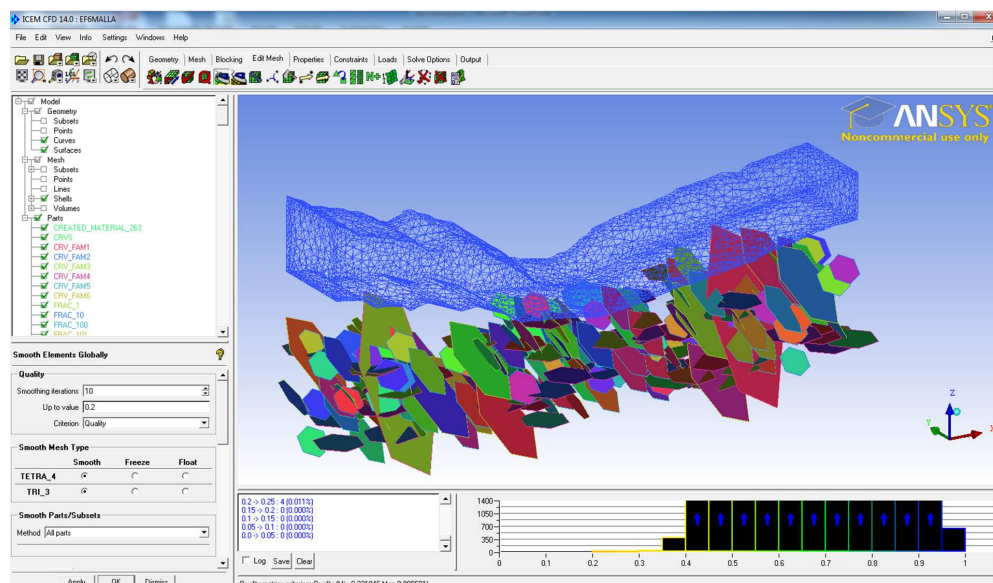 ICEM CFD 14.0 : EF6MALLA
File Edit View Info Settings Windows Help
Geometry Mesh Blocking Edit Mesh Properties Constraints Loads Solve Options Output
Model
Geometry
Subsets
Points
Curves
Surfaces
Mesh
Subsets
Points
Lines
Shells
Volumes
Parts
CREATED_MATERIAL_263
CRVS
CRV_FAM1
CRV_FAM2
CRV_FAM3
CRV_FAM4
CRV_FAM5
CRV_FAM6
FRAC_1
FRAC_10
FRAC_100
FRAC_101
ANSYS
Noncommercial use only
Z
Y
X
Smooth Elements Globally
Quality
Smoothing iterations 10
Up to value 0.2
Criterion Quality
Smooth Mesh Type
Smooth Freeze Float
TETRA_4
TRI_3
Smooth Parts/Subsets
Method All parts
Apply OK Dismiss
0.2 -> 0.25 : 4 (0.011%)
0.15 -> 0.2 : 0 (0.000%)
0.1 -> 0.15 : 0 (0.000%)
0.05 -> 0.1 : 0 (0.000%)
0.0 -> 0.05 : 0 (0.000%)
Log Save Clear
1400
1050
700
350
0
0 0.1 0.2 0.3 0.4 0.5 0.6 0.7 0.8 0.9 1